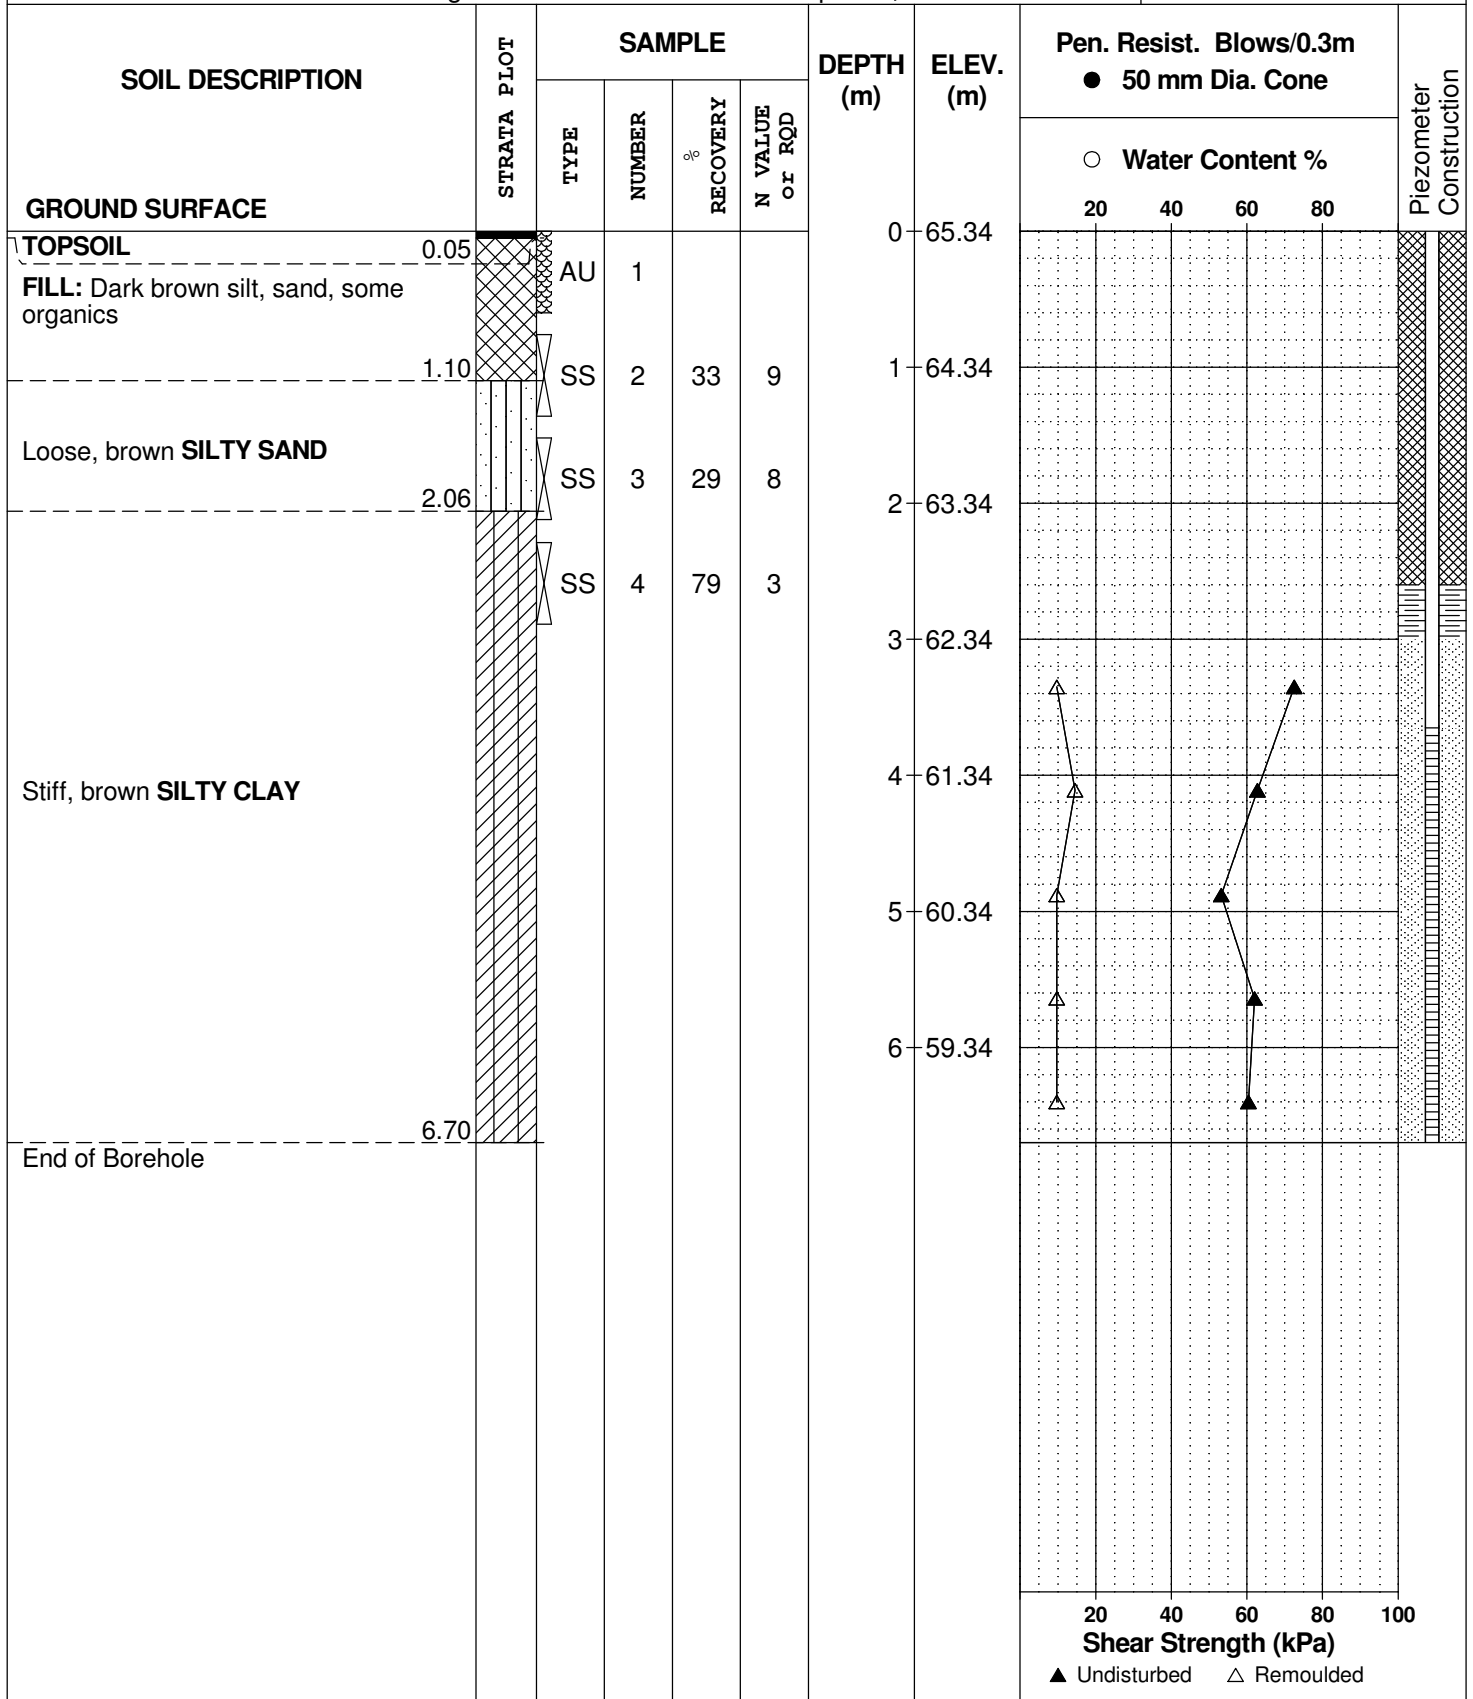 SOIL DESCRIPTION
GROUND SURFACE
STRATA PLOT
SAMPLE
TYPE
NUMBER
%
RECOVERY
N VALUE
or RQD
DEPTH
(m)
ELEV.
(m)
Pen. Resist. Blows/0.3m
● 50 mm Dia. Cone
○ Water Content %
20 40 60 80
Piezometer
Construction
TOPSOIL 0.05
FILL: Dark brown silt, sand, some
organics
1.10
Loose, brown SILTY SAND
2.06
Stiff, brown SILTY CLAY
6.70
End of Borehole
AU 1
SS 2 33 9
SS 3 29 8
SS 4 79 3
0 65.34
1 64.34
2 63.34
3 62.34
4 61.34
5 60.34
6 59.34
20 40 60 80 100
Shear Strength (kPa)
▲ Undisturbed △ Remoulded